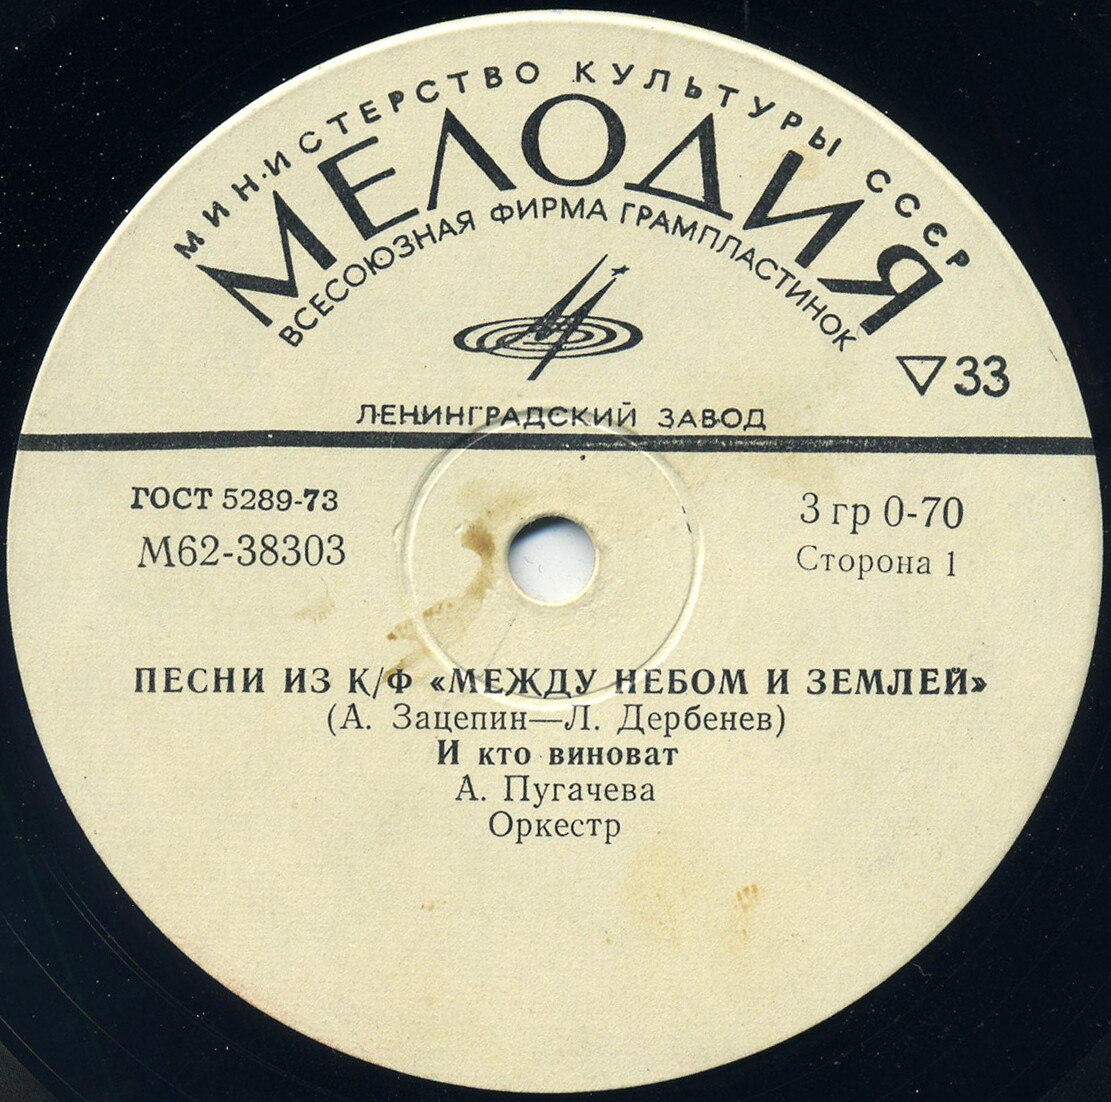 МИНИСТЕРСТВО КУЛЬТУРЫ СССР
МЕЛОДИЯ
ВСЕСОЮЗНАЯ ФИРМА ГРАМПЛАСТИНОК
▽33
ЛЕНИНГРАДСКИЙ ЗАВОД
ГОСТ 5289-73
3 гр 0-70
М62-38303
Сторона 1
ПЕСНИ ИЗ К/Ф «МЕЖДУ НЕБОМ И ЗЕМЛЕЙ»
(А. Зацепин—Л. Дербенев)
И кто виноват
А. Пугачева
Оркестр